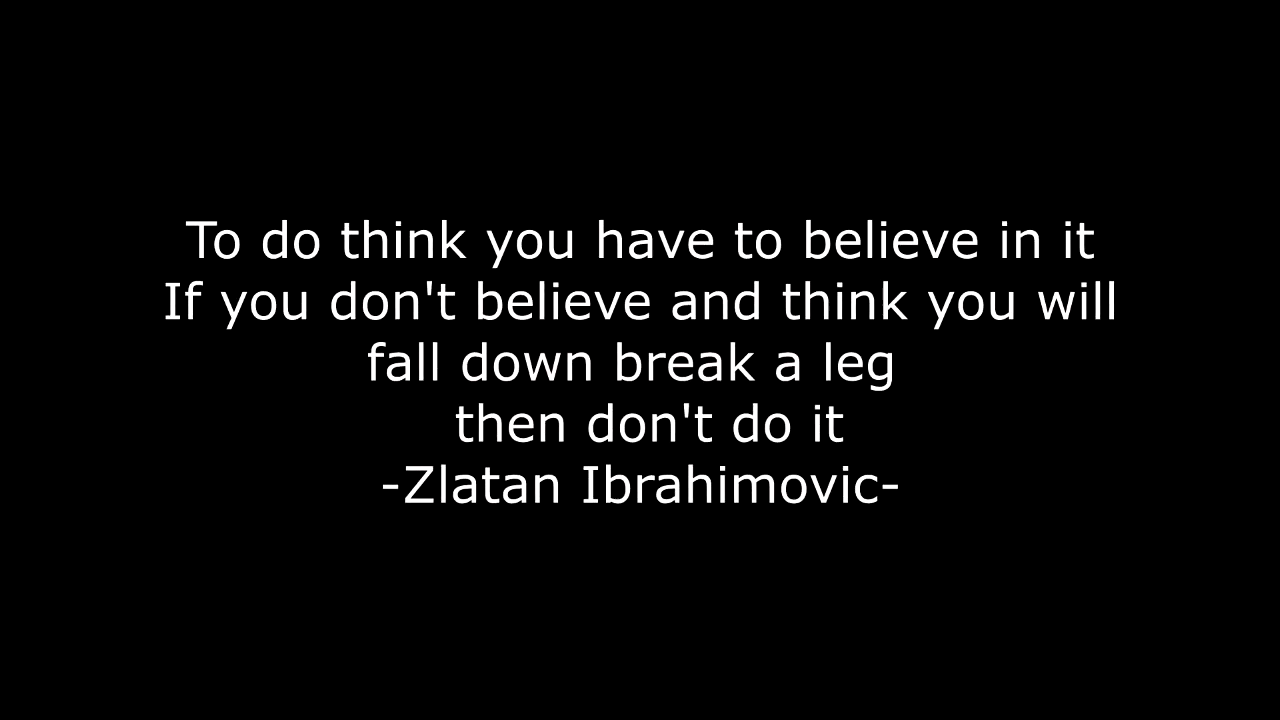 To do think you have to believe in it
If you don't believe and think you will
fall down break a leg
then don't do it
-Zlatan Ibrahimovic-